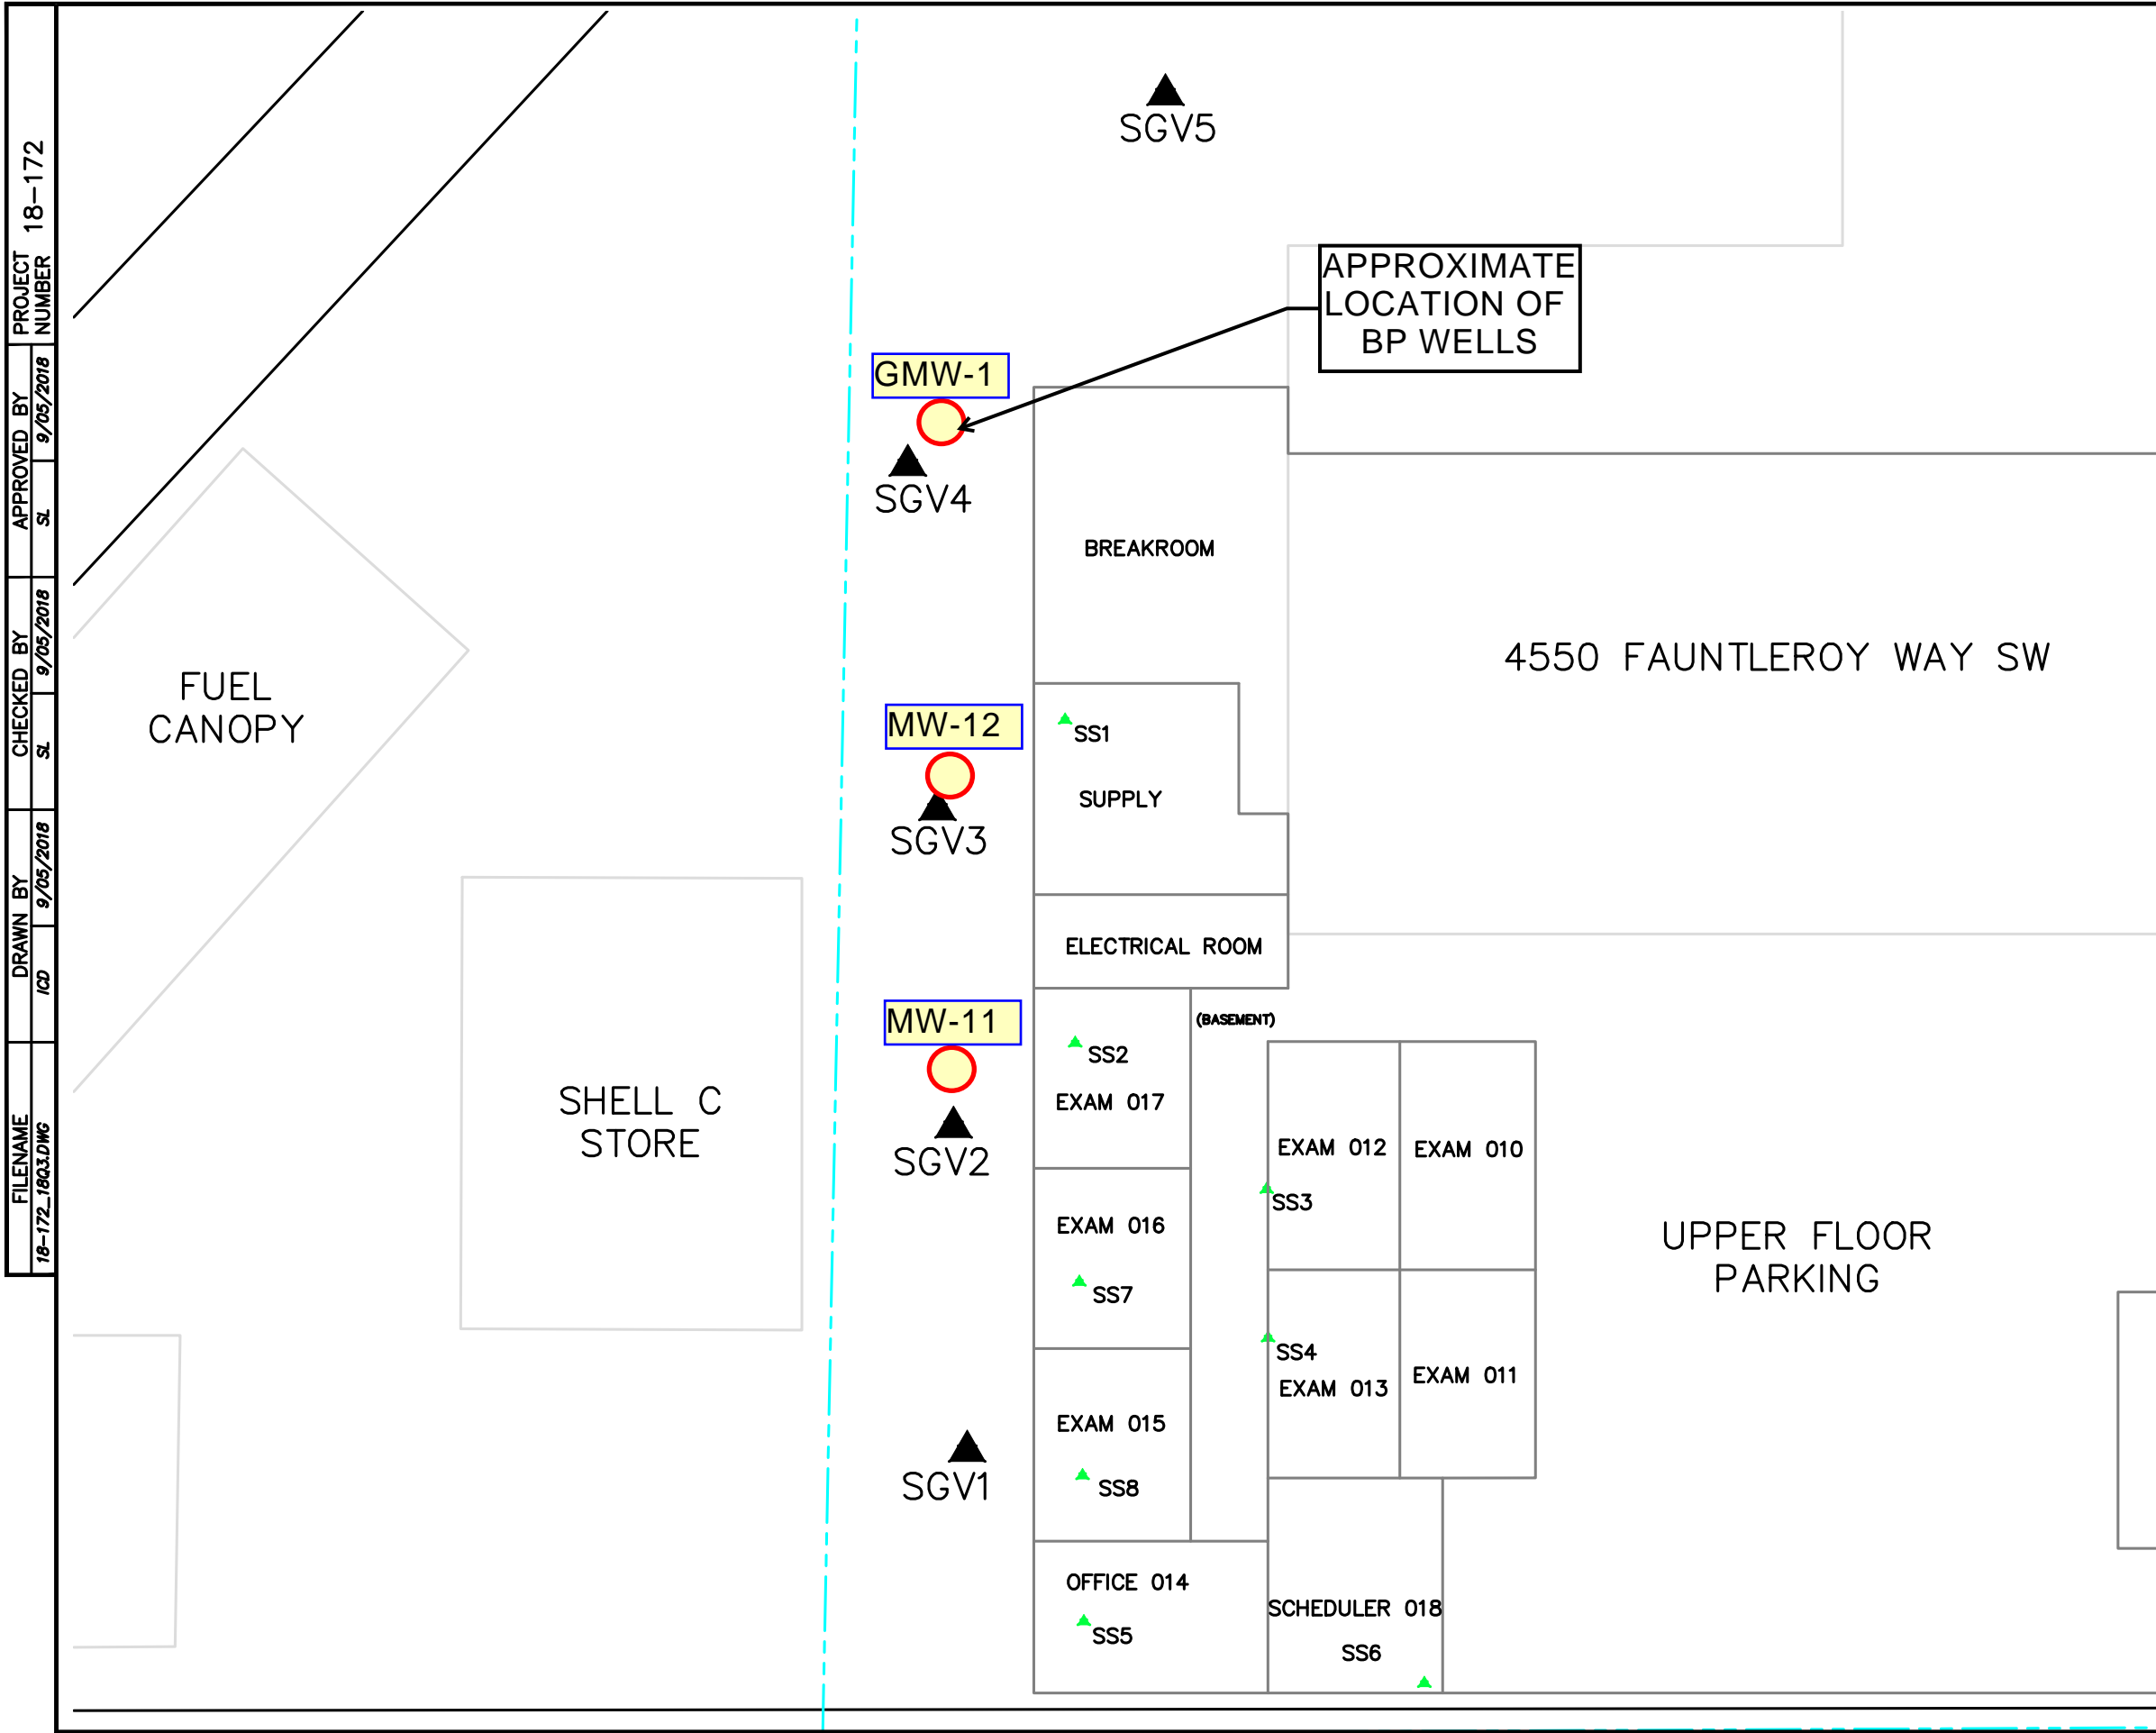 PROJECT
NUMBER
18-172
APPROVED BY
SL
9/05/2018
CHECKED BY
SL
9/05/2018
DRAWN BY
ICD
9/05/2018
FILENAME
18-172_18Q3.DWG
SGV5
APPROXIMATE
LOCATION OF
BP WELLS
GMW-1
SGV4
BREAKROOM
4550 FAUNTLEROY WAY SW
FUEL
CANOPY
MW-12
SS1
SUPPLY
SGV3
ELECTRICAL ROOM
MW-11
(BASEMENT)
SS2
EXAM 017
SHELL C
STORE
SGV2
EXAM 012
EXAM 010
SS3
EXAM 016
SS7
UPPER FLOOR
PARKING
SS4
EXAM 013
EXAM 011
EXAM 015
SS8
SGV1
OFFICE 014
SS5
SCHEDULER 018
SS6